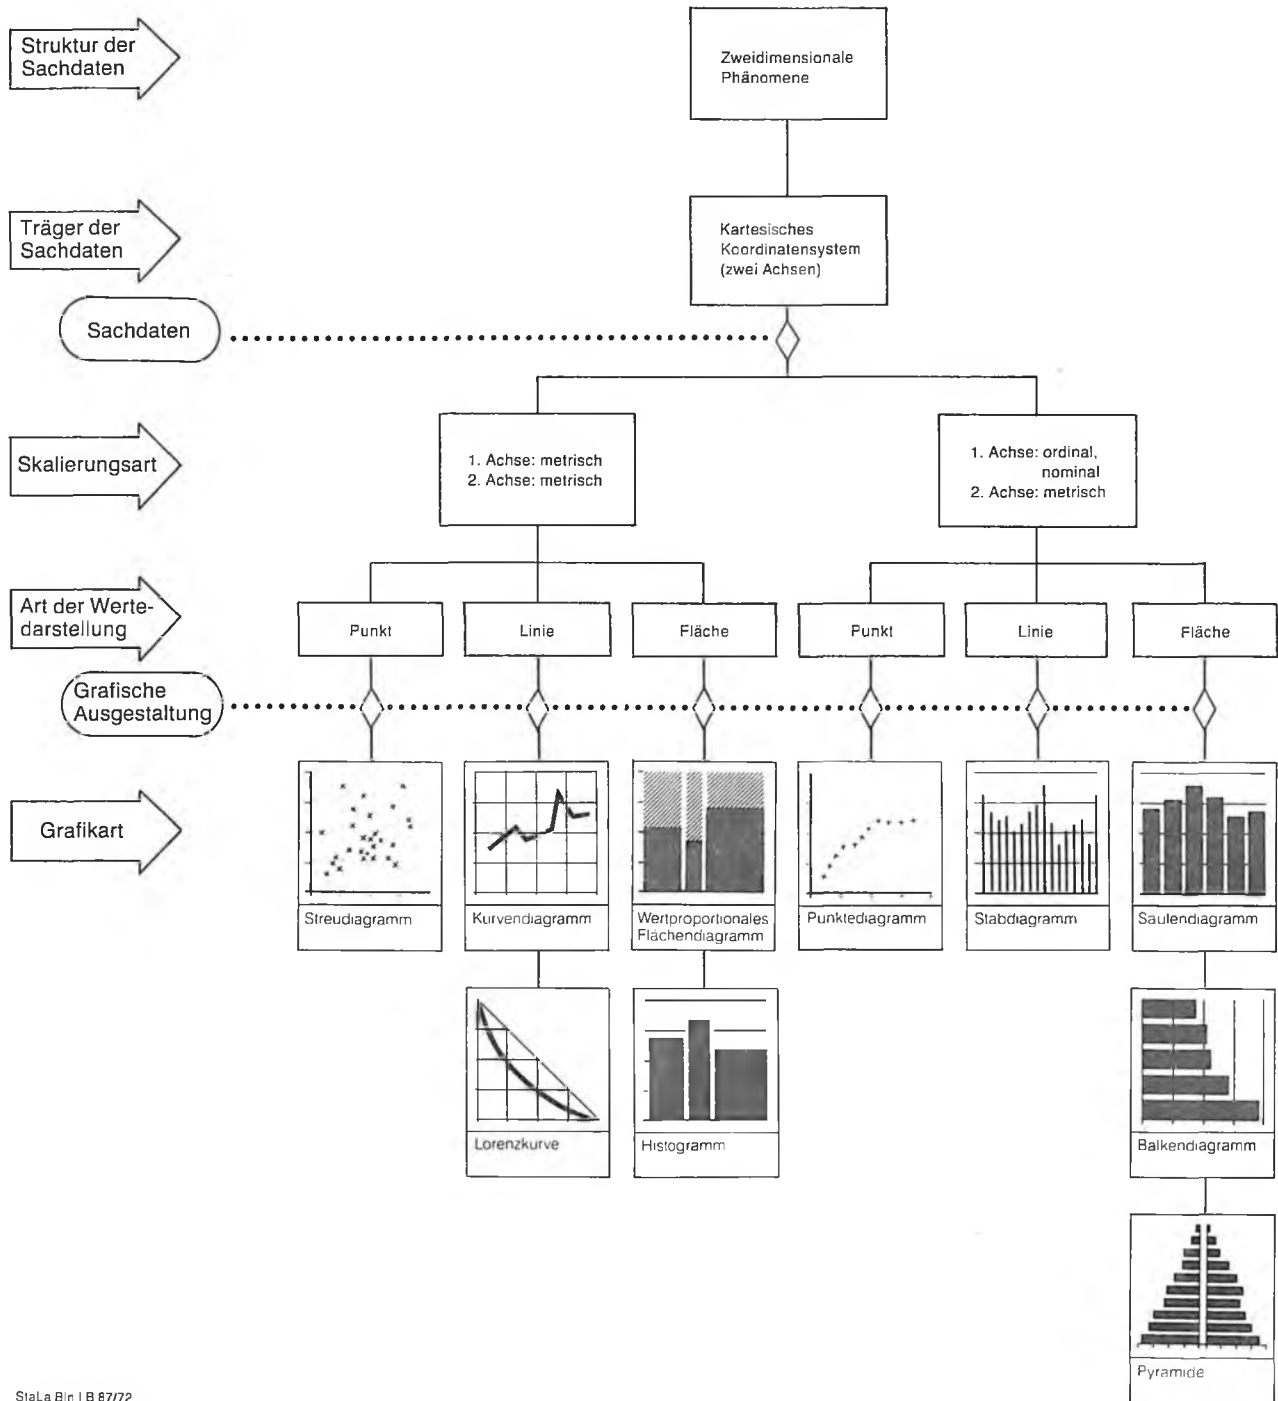 Struktur der
Sachdaten
Zweidimensionale
Phänomene
Träger der
Sachdaten
Kartesisches
Koordinatensystem
(zwei Achsen)
Sachdaten
Skalierungsart
1. Achse: metrisch
2. Achse: metrisch
1. Achse: ordinal,
nominal
2. Achse: metrisch
Art der Werte-
darstellung
Punkt
Linie
Fläche
Punkt
Linie
Fläche
Grafische
Ausgestaltung
Grafikart
Streudiagramm
Kurvendiagramm
Wertproportionales
Flächendiagramm
Punktediagramm
Stabdiagramm
Säulendiagramm
Lorenzkurve
Histogramm
Balkendiagramm
Pyramide
StaLa Bln I B 87/72